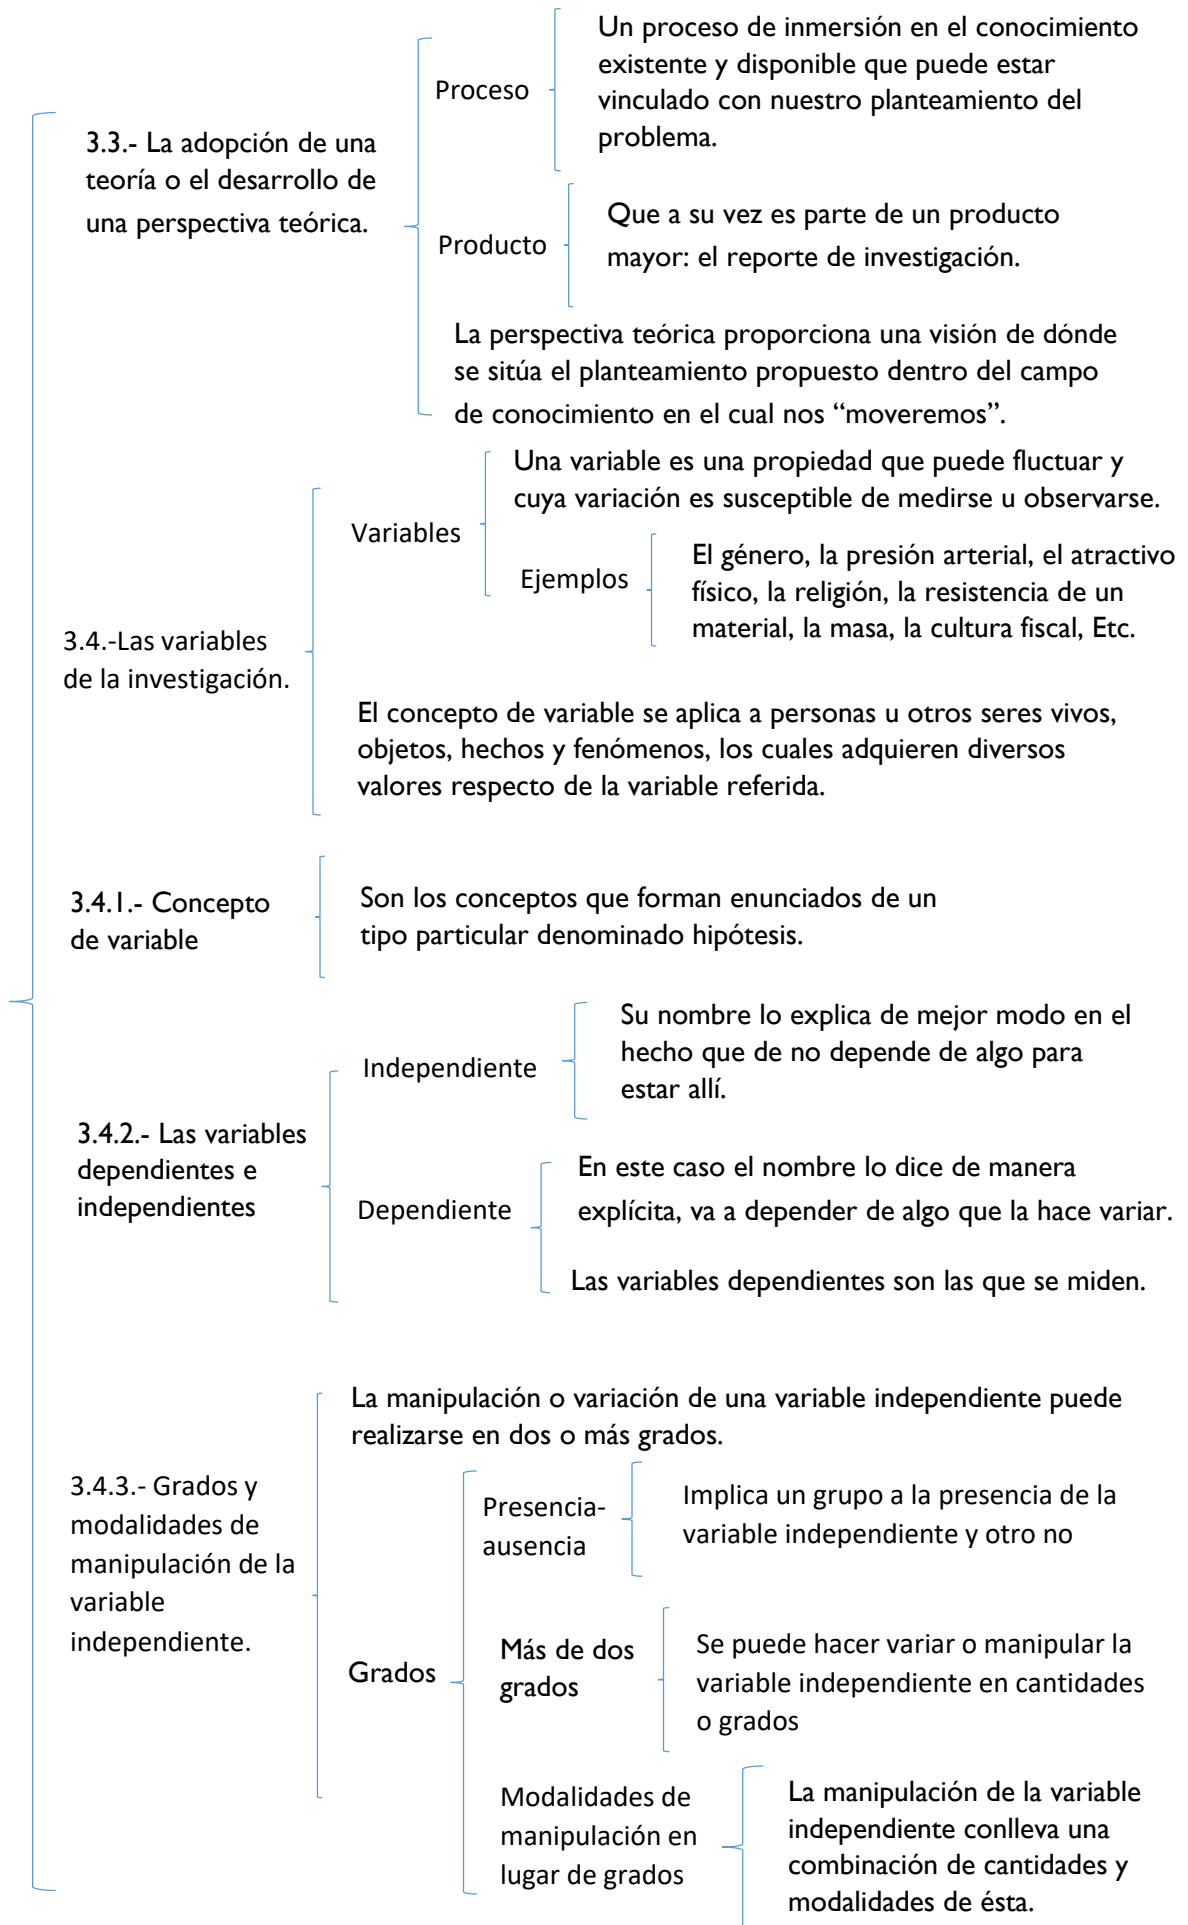 3.3.- La adopción de una
teoría o el desarrollo de
una perspectiva teórica.
Proceso
Un proceso de inmersión en el conocimiento
existente y disponible que puede estar
vinculado con nuestro planteamiento del
problema.
Producto
Que a su vez es parte de un producto
mayor: el reporte de investigación.
La perspectiva teórica proporciona una visión de dónde
se sitúa el planteamiento propuesto dentro del campo
de conocimiento en el cual nos “moveremos”.
3.4.-Las variables
de la investigación.
Variables
Una variable es una propiedad que puede fluctuar y
cuya variación es susceptible de medirse u observarse.
Ejemplos
El género, la presión arterial, el atractivo
físico, la religión, la resistencia de un
material, la masa, la cultura fiscal, Etc.
El concepto de variable se aplica a personas u otros seres vivos,
objetos, hechos y fenómenos, los cuales adquieren diversos
valores respecto de la variable referida.
3.4.1.- Concepto
de variable
Son los conceptos que forman enunciados de un
tipo particular denominado hipótesis.
3.4.2.- Las variables
dependientes e
independientes
Independiente
Su nombre lo explica de mejor modo en el
hecho que de no depende de algo para
estar allí.
Dependiente
En este caso el nombre lo dice de manera
explícita, va a depender de algo que la hace variar.
Las variables dependientes son las que se miden.
3.4.3.- Grados y
modalidades de
manipulación de la
variable
independiente.
La manipulación o variación de una variable independiente puede
realizarse en dos o más grados.
Grados
Presencia-
ausencia
Implica un grupo a la presencia de la
variable independiente y otro no
Más de dos
grados
Se puede hacer variar o manipular la
variable independiente en cantidades
o grados
Modalidades de
manipulación en
lugar de grados
La manipulación de la variable
independiente conlleva una
combinación de cantidades y
modalidades de ésta.